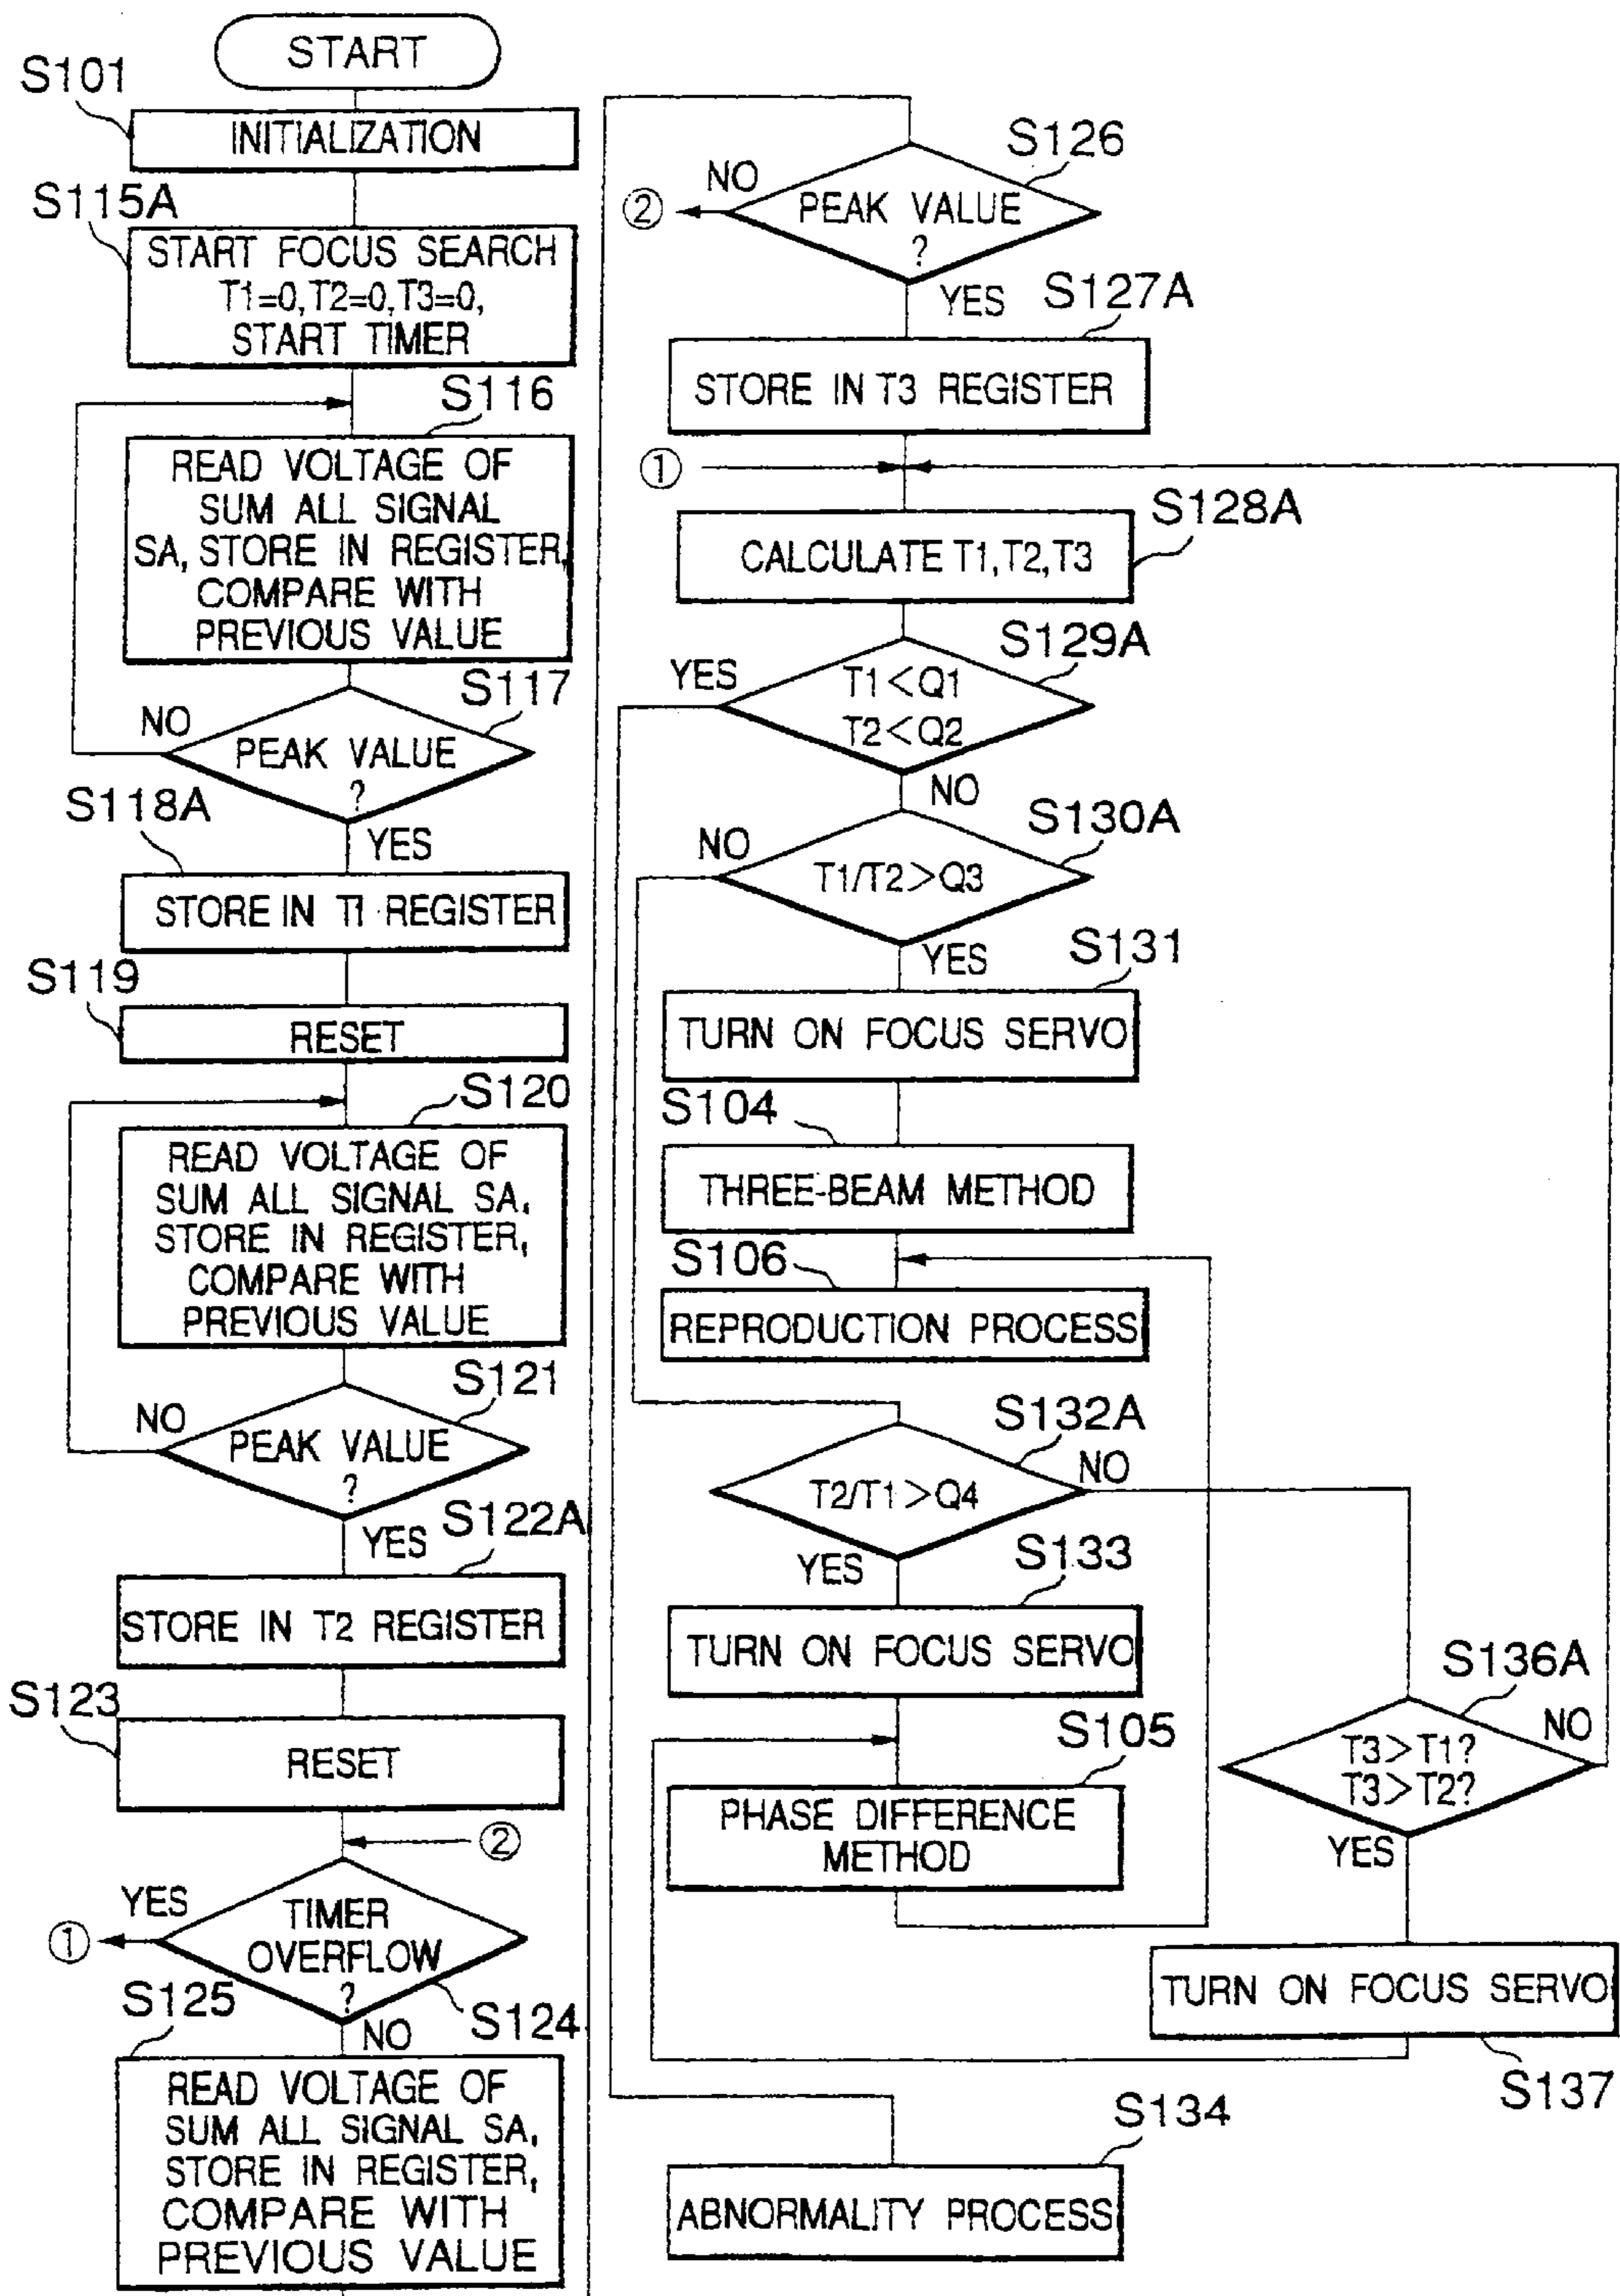 START
S101
INITIALIZATION
S115A
START FOCUS SEARCH
T1=0, T2=0, T3=0,
START TIMER
S116
READ VOLTAGE OF
SUM ALL SIGNAL
SA, STORE IN REGISTER,
COMPARE WITH
PREVIOUS VALUE
S117
NO
PEAK VALUE
?
YES
S118A
STORE IN T1 REGISTER
S119
RESET
S120
READ VOLTAGE OF
SUM ALL SIGNAL SA,
STORE IN REGISTER,
COMPARE WITH
PREVIOUS VALUE
S121
NO
PEAK VALUE
?
YES
S122A
STORE IN T2 REGISTER
S123
RESET
②
YES
TIMER
OVERFLOW
?
①
S124
NO
S125
READ VOLTAGE OF
SUM ALL SIGNAL SA,
STORE IN REGISTER,
COMPARE WITH
PREVIOUS VALUE
S126
NO
②
PEAK VALUE
?
YES
S127A
STORE IN T3 REGISTER
①
S128A
CALCULATE T1, T2, T3
S129A
YES
T1<Q1
T2<Q2
NO
S130A
NO
T1/T2>Q3
YES
S131
TURN ON FOCUS SERVO
S104
THREE-BEAM METHOD
S106
REPRODUCTION PROCESS
S132A
T2/T1>Q4
NO
YES
S133
TURN ON FOCUS SERVO
S105
PHASE DIFFERENCE
METHOD
S136A
T3>T1?
T3>T2?
NO
YES
TURN ON FOCUS SERVO
S137
S134
ABNORMALITY PROCESS